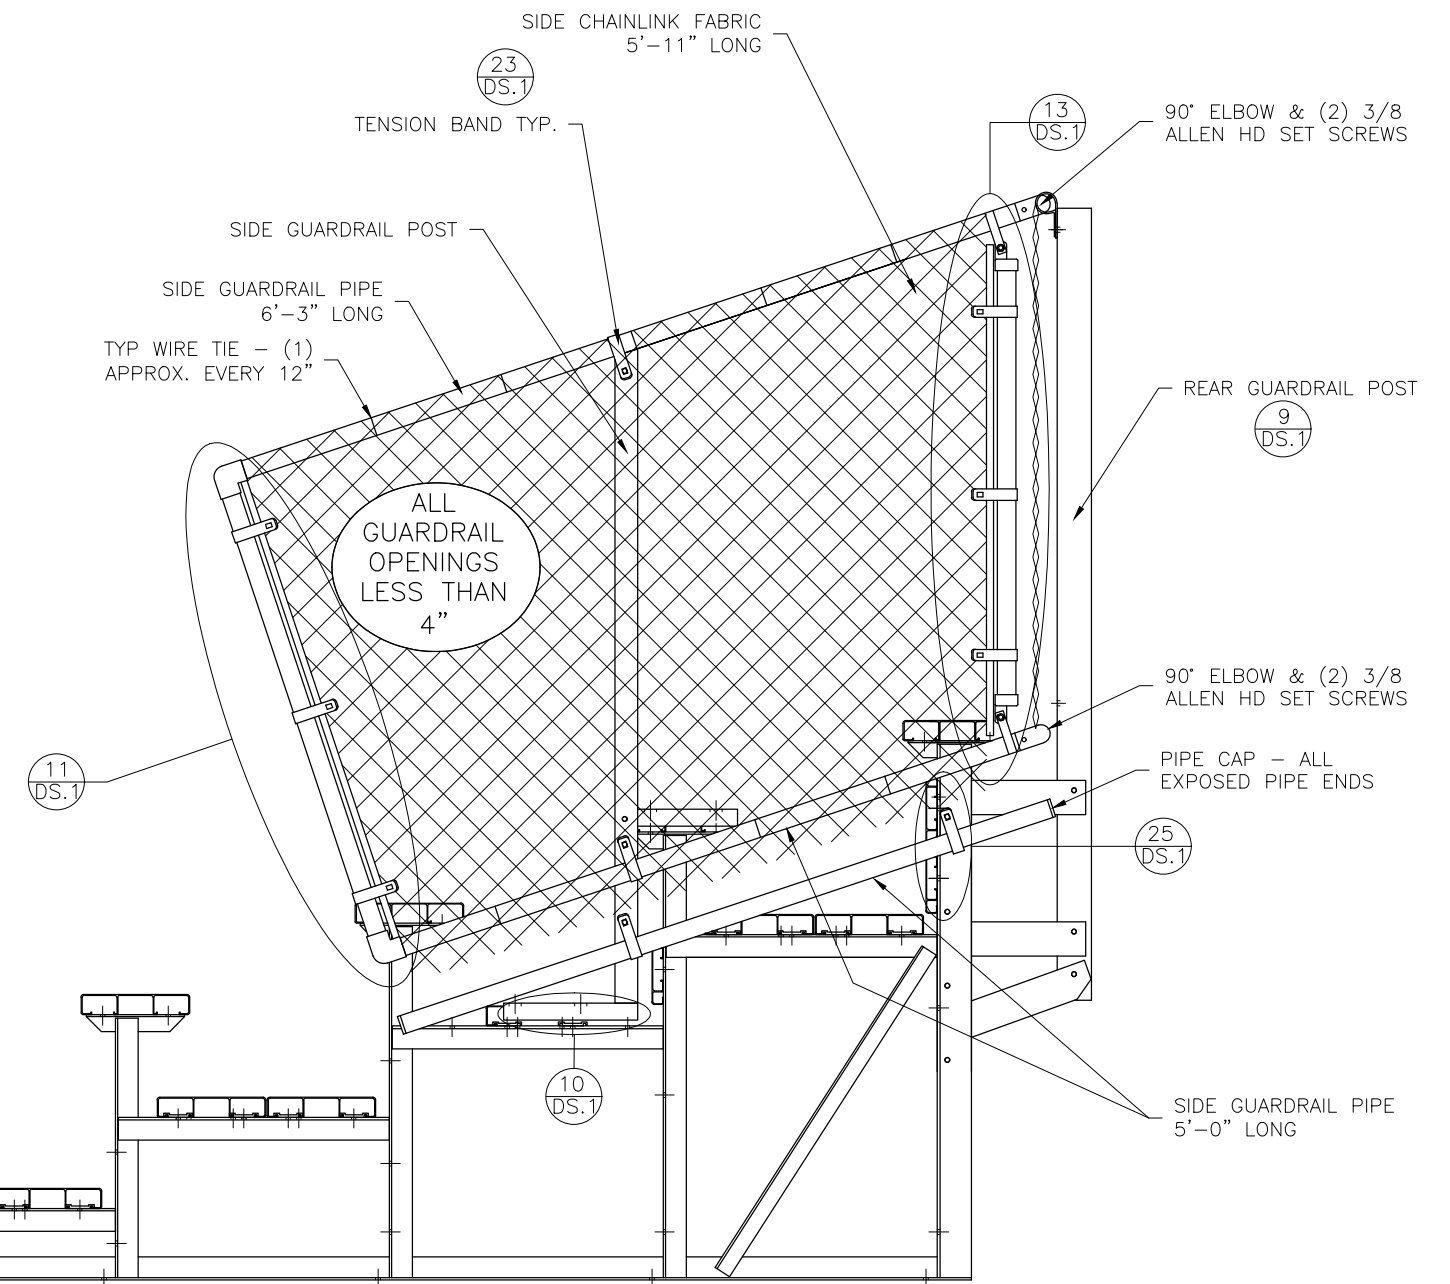 SIDE CHAINLINK FABRIC
5'-11" LONG
23
DS.1
TENSION BAND TYP.
13
DS.1
90° ELBOW & (2) 3/8
ALLEN HD SET SCREWS
SIDE GUARDRAIL POST
SIDE GUARDRAIL PIPE
6'-3" LONG
TYP WIRE TIE – (1)
APPROX. EVERY 12"
REAR GUARDRAIL POST
9
DS.1
ALL
GUARDRAIL
OPENINGS
LESS THAN
4"
90° ELBOW & (2) 3/8
ALLEN HD SET SCREWS
11
DS.1
PIPE CAP – ALL
EXPOSED PIPE ENDS
25
DS.1
10
DS.1
SIDE GUARDRAIL PIPE
5'-0" LONG